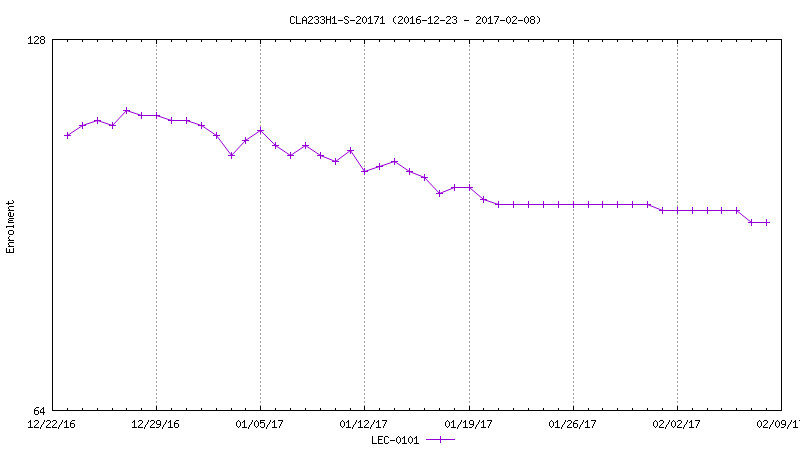 CLA233H1-S-20171 (2016-12-23 - 2017-02-08)
128
Enrolment
64
12/22/16 12/29/16 01/05/17 01/12/17 01/19/17 01/26/17 02/02/17 02/09/17
LEC-0101